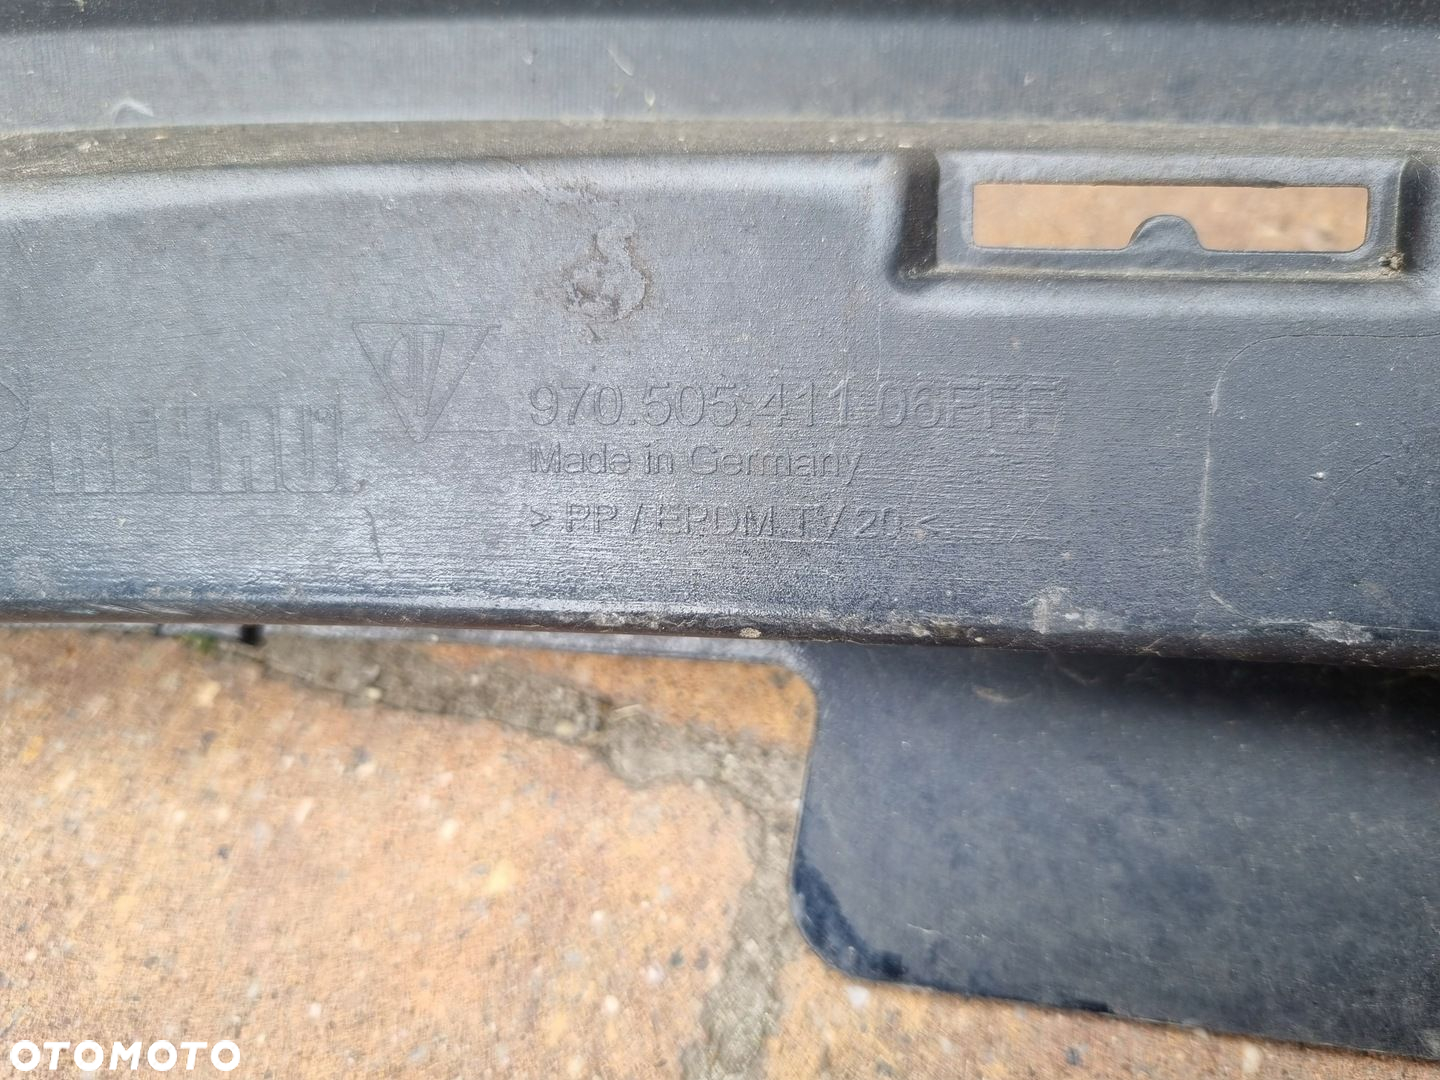 REHAU
970.505.411.06FFF
Made in Germany
> PP / EPDM TV 20 <
OTOMOTO